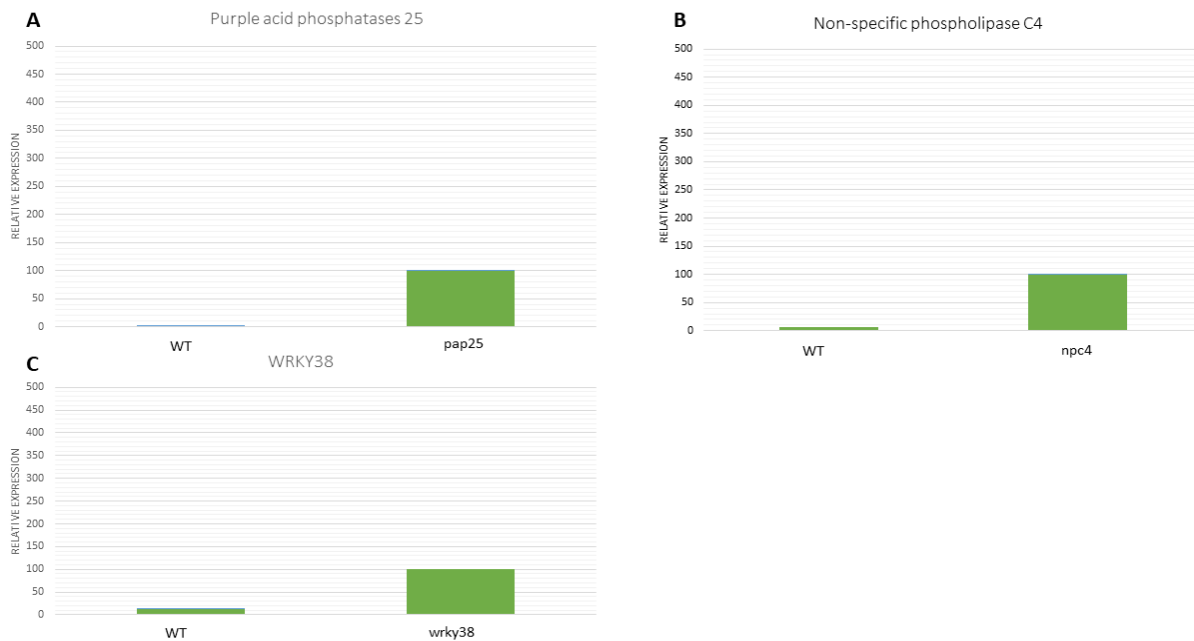 A
Purple acid phosphatases 25
500
450
400
350
300
250
200
150
100
50
0
RELATIVE EXPRESSION
WT
pap25
B
Non-specific phospholipase C4
500
450
400
350
300
250
200
150
100
50
0
RELATIVE EXPRESSION
WT
npc4
C
WRKY38
500
450
400
350
300
250
200
150
100
50
0
RELATIVE EXPRESSION
WT
wrky38